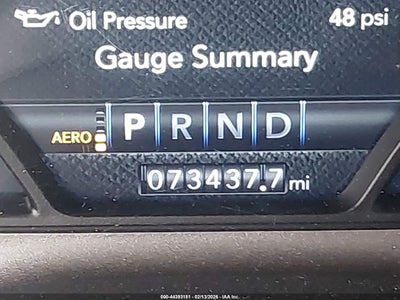 Oil Pressure 48 psi
Gauge Summary
AERO P R N D
073437.7 mi
000-44393181 - 02/13/2026 - IAA Inc.